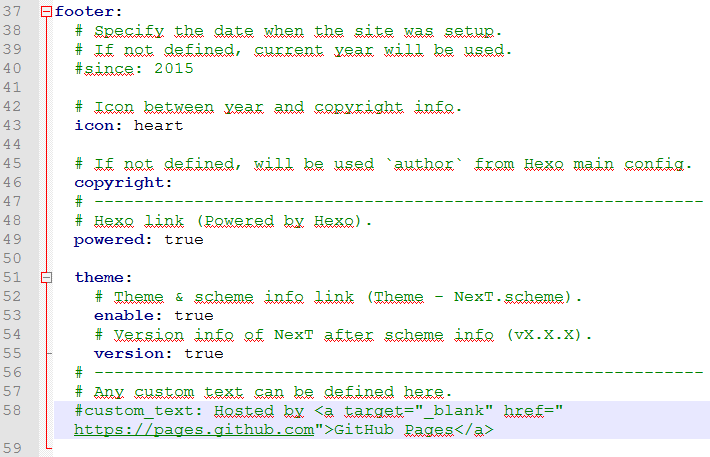 37 footer:
38 # Specify the date when the site was setup.
39 # If not defined, current year will be used.
40 #since: 2015
41
42 # Icon between year and copyright info.
43 icon: heart
44
45 # If not defined, will be used `author` from Hexo main config.
46 copyright:
47 # -------------------------------------------------------------
48 # Hexo link (Powered by Hexo).
49 powered: true
50
51 theme:
52 # Theme & scheme info link (Theme - NexT.scheme).
53 enable: true
54 # Version info of NexT after scheme info (vX.X.X).
55 version: true
56 # -------------------------------------------------------------
57 # Any custom text can be defined here.
58 #custom_text: Hosted by <a target="_blank" href="
https://pages.github.com">GitHub Pages</a>
59